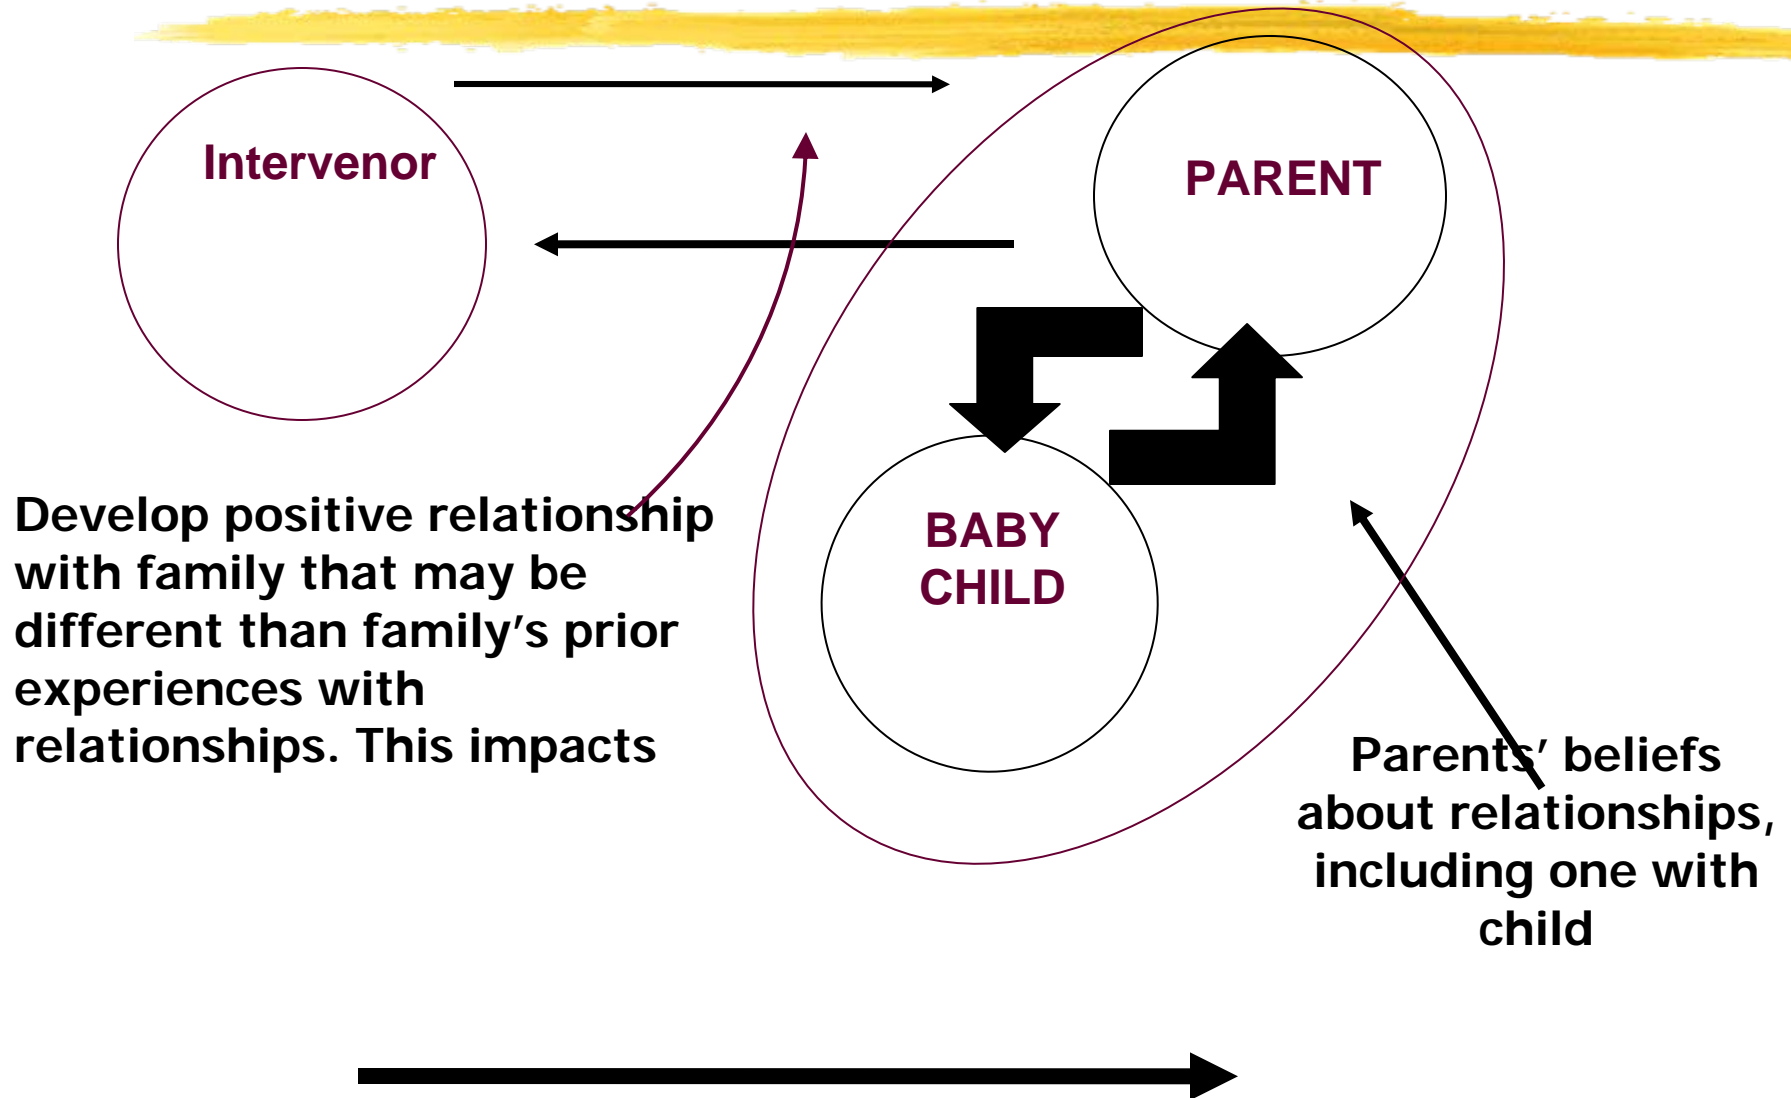 Intervenor
PARENT
BABY
CHILD
Develop positive relationship
with family that may be
different than family’s prior
experiences with
relationships. This impacts
Parents’ beliefs
about relationships,
including one with
child